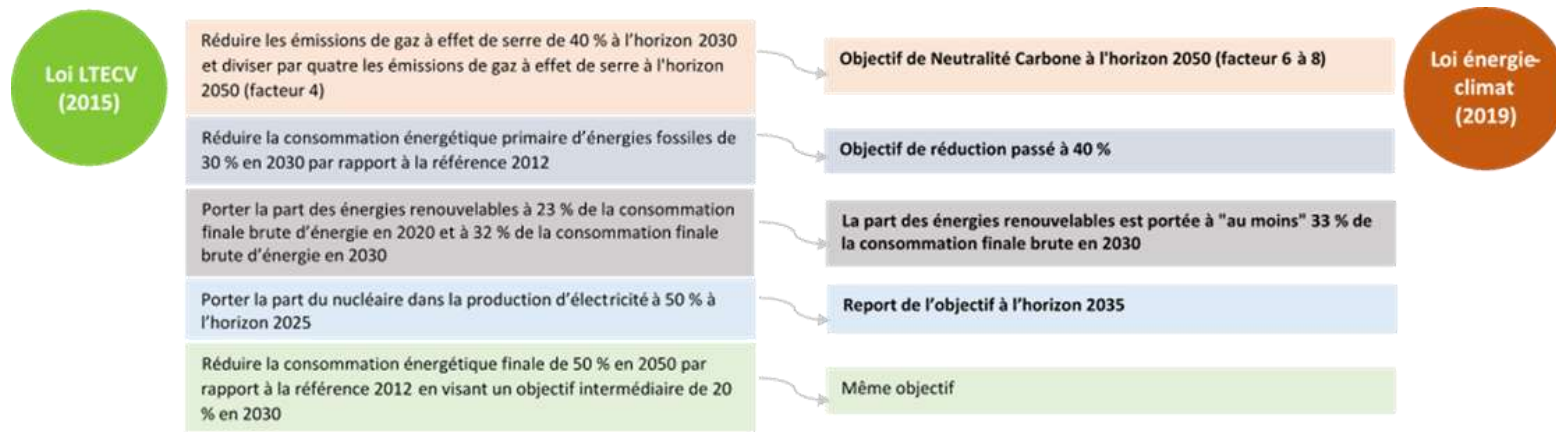 Loi LTECV
(2015)
Réduire les émissions de gaz à effet de serre de 40 % à l'horizon 2030
et diviser par quatre les émissions de gaz à effet de serre à l'horizon
2050 (facteur 4)
Objectif de Neutralité Carbone à l'horizon 2050 (facteur 6 à 8)
Loi énergie-
climat
(2019)
Réduire la consommation énergétique primaire d'énergies fossiles de
30 % en 2030 par rapport à la référence 2012
Objectif de réduction passé à 40 %
Porter la part des énergies renouvelables à 23 % de la consommation
finale brute d'énergie en 2020 et à 32 % de la consommation finale
brute d'énergie en 2030
La part des énergies renouvelables est portée à "au moins" 33 % de
la consommation finale brute en 2030
Porter la part du nucléaire dans la production d'électricité à 50 % à
l'horizon 2025
Report de l'objectif à l'horizon 2035
Réduire la consommation énergétique finale de 50 % en 2050 par
rapport à la référence 2012 en visant un objectif intermédiaire de 20
% en 2030
Même objectif